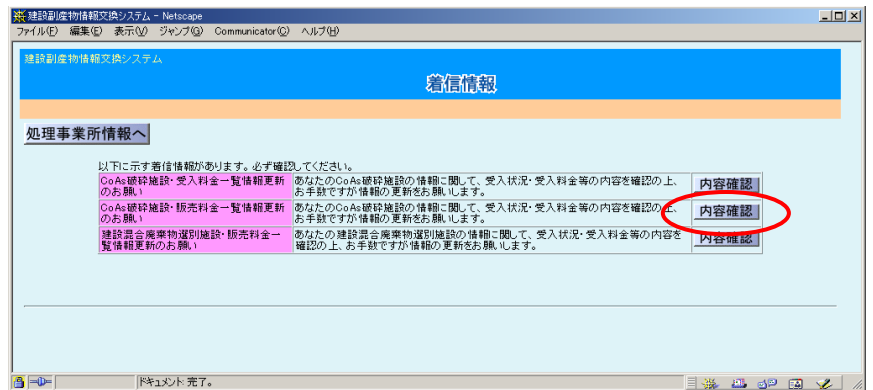 建設副産物情報交換システム - Netscape
ファイル(F) 編集(E) 表示(V) ジャンプ(G) Communicator(C) ヘルプ(H)
建設副産物情報交換システム
着信情報
処理事業所情報へ
以下に示す着信情報があります。必ず確認してください。
CoAs破砕施設・受入料金一覧情報更新
のお願い
あなたのCoAs破砕施設の情報に関して、受入状況・受入料金等の内容を確認の上、
お手数ですが情報の更新をお願いします。
内容確認
CoAs破砕施設・販売料金一覧情報更新
のお願い
あなたのCoAs破砕施設の情報に関して、受入状況・受入料金等の内容を確認の上、
お手数ですが情報の更新をお願いします。
内容確認
建設混合廃棄物選別施設・販売料金一
覧情報更新のお願い
あなたの建設混合廃棄物選別施設の情報に関して、受入状況・受入料金等の内容を
確認の上、お手数ですが情報の更新をお願いします。
内容確認
ドキュメント: 完了。